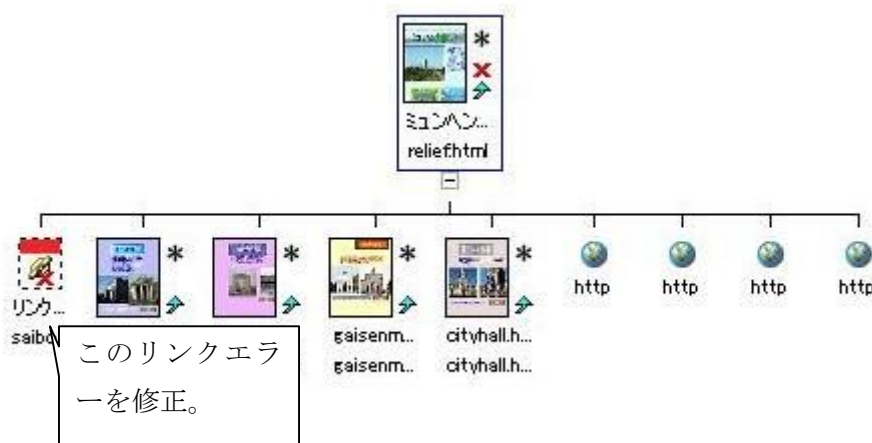 ミュンヘン...
relief.html
リンク...
http
http
http
http
saibo
gaisenm...
cityhall.h...
gaisenm...
cityhall.h...
このリンクエラ
ーを修正。